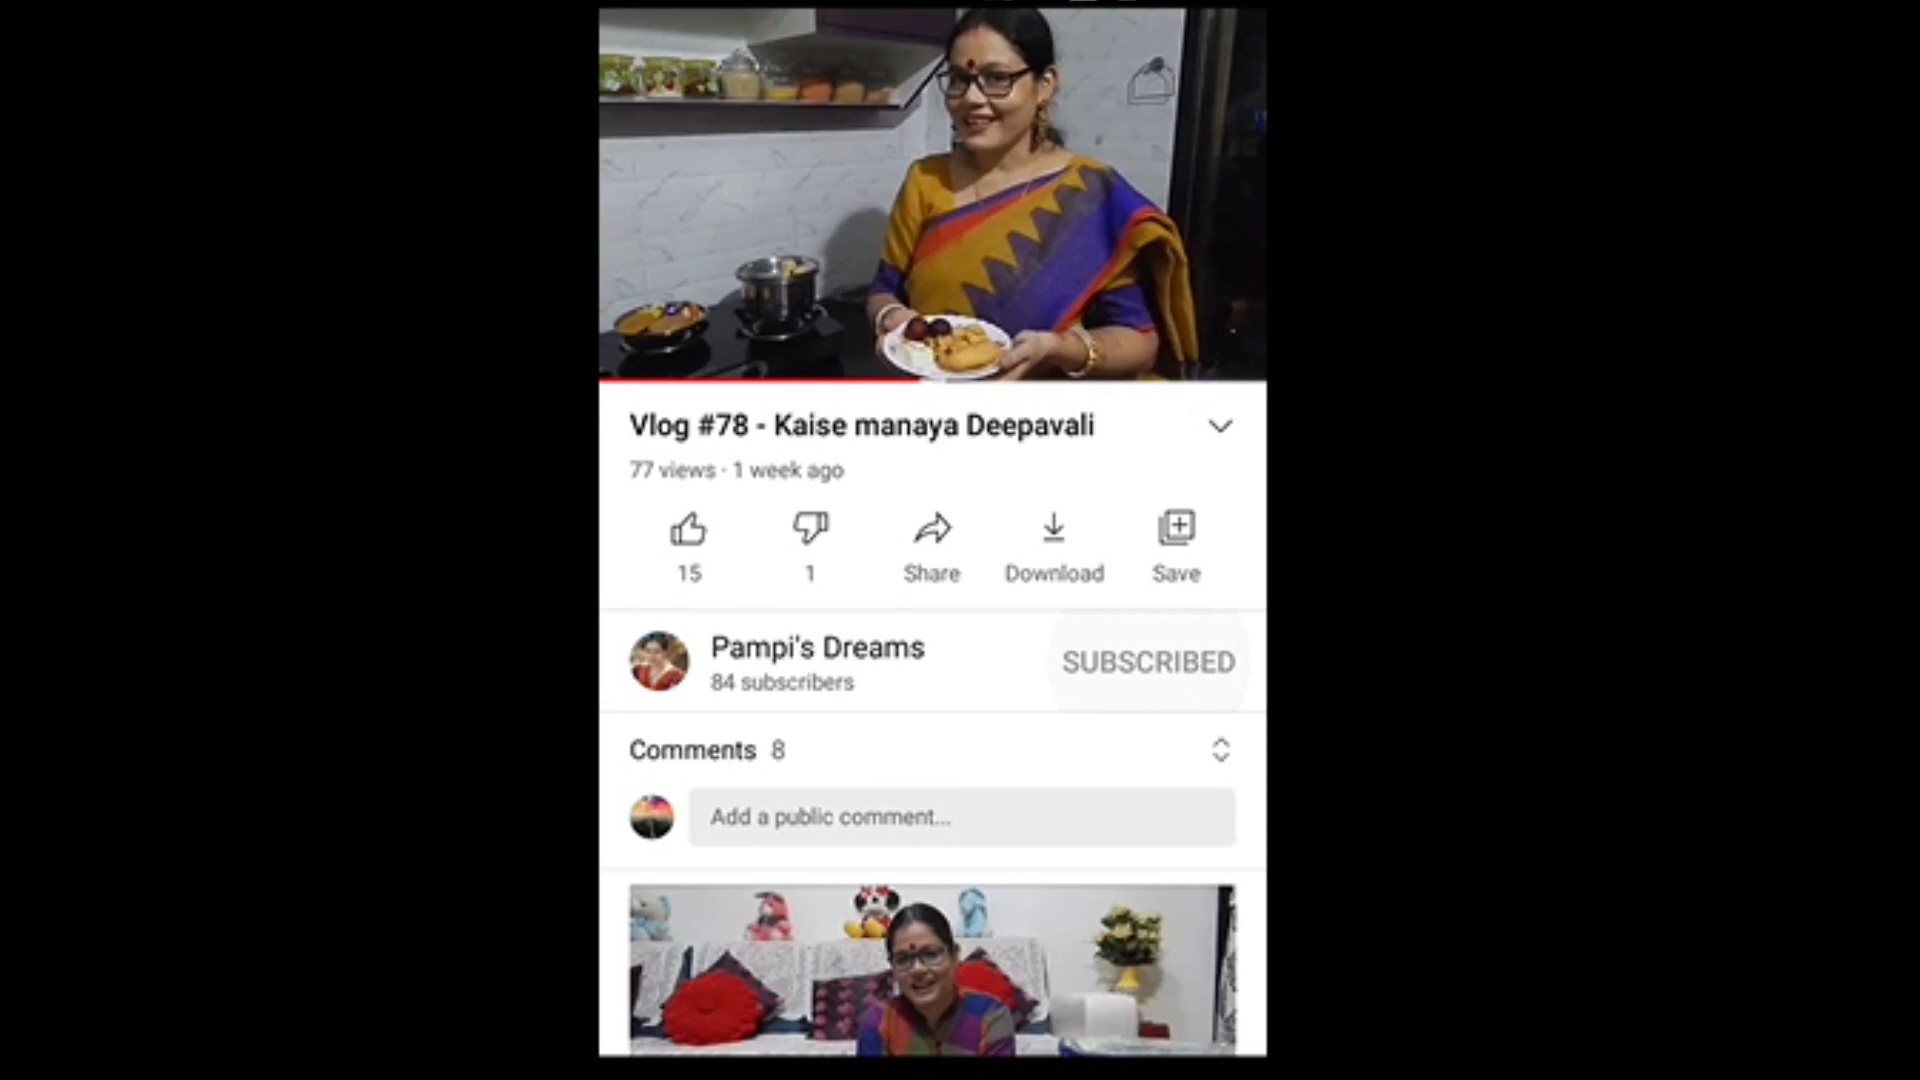 Vlog #78 - Kaise manaya Deepavali
77 views · 1 week ago
15
1
Share
Download
Save
Pampi's Dreams
84 subscribers
SUBSCRIBED
Comments 8
Add a public comment...